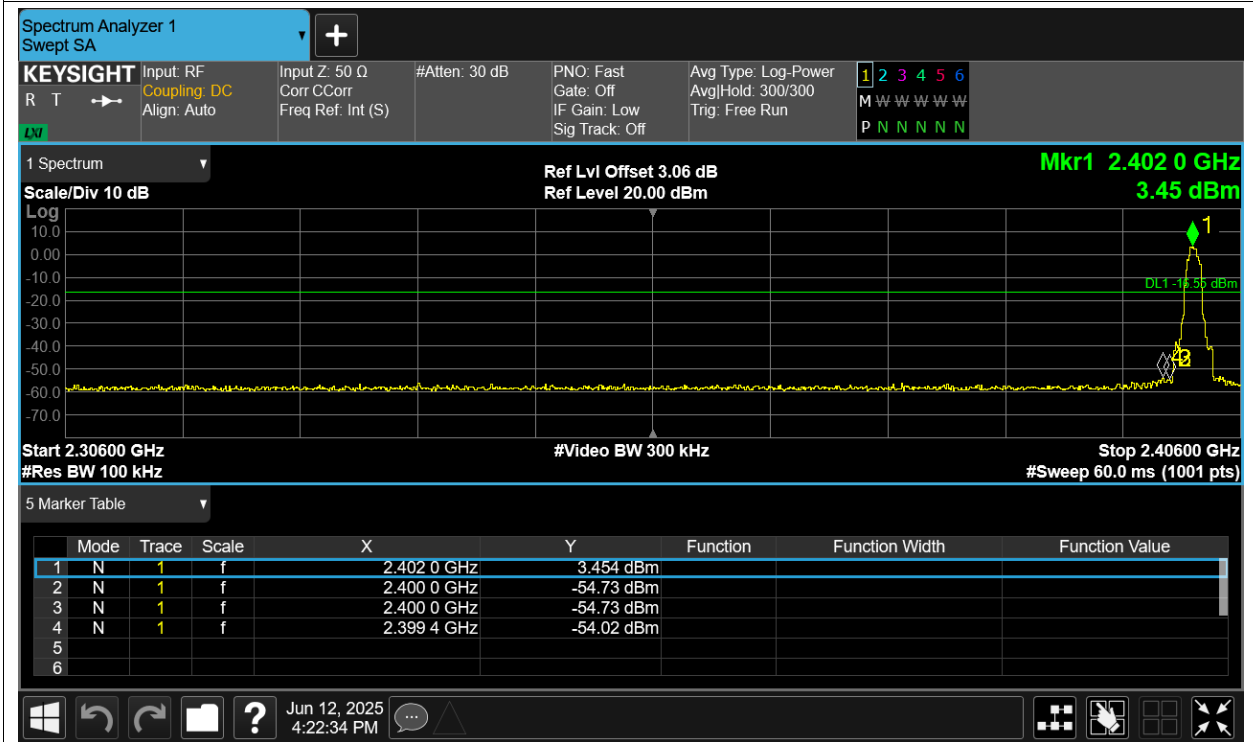 Spectrum Analyzer 1
Swept SA
+
KEYSIGHT
R T
LXI
Input: RF
Coupling: DC
Align: Auto
Input Z: 50 Ω
Corr CCorr
Freq Ref: Int (S)
#Atten: 30 dB
PNO: Fast
Gate: Off
IF Gain: Low
Sig Track: Off
Avg Type: Log-Power
Avg|Hold: 300/300
Trig: Free Run
1 2 3 4 5 6
M W W W W W
P N N N N N
1 Spectrum
Scale/Div 10 dB
Ref Lvl Offset 3.06 dB
Ref Level 20.00 dBm
Mkr1 2.402 0 GHz
3.45 dBm
Log
1
10.0
0.00
-10.0
DL1 -16.55 dBm
-20.0
-30.0
-40.0
-50.0
-60.0
-70.0
Start 2.30600 GHz
#Video BW 300 kHz
Stop 2.40600 GHz
#Res BW 100 kHz
#Sweep 60.0 ms (1001 pts)
5 Marker Table
Mode Trace Scale X Y Function Function Width Function Value
1 N 1 f 2.402 0 GHz 3.454 dBm
2 N 1 f 2.400 0 GHz -54.73 dBm
3 N 1 f 2.400 0 GHz -54.73 dBm
4 N 1 f 2.399 4 GHz -54.02 dBm
5
6
?
Jun 12, 2025
4:22:34 PM